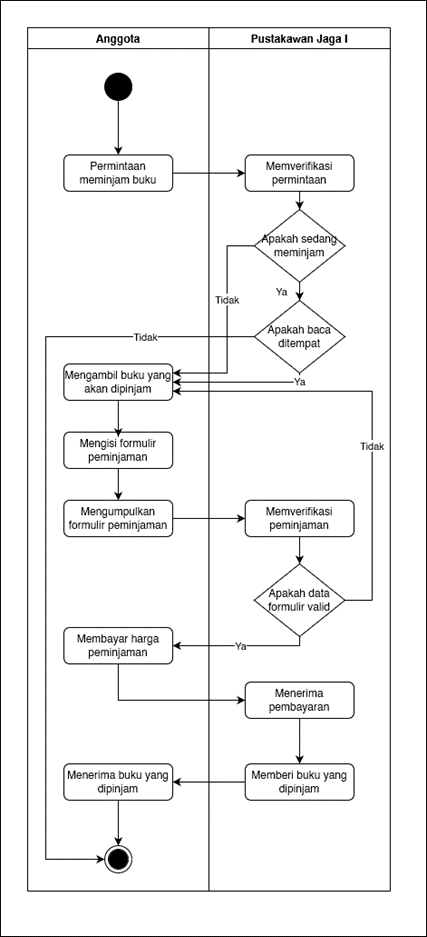 Anggota
Pustakawan Jaga I
Permintaan
meminjam buku
Memverifikasi
permintaan
Apakah sedang
meminjam
Ya
Tidak
Apakah baca
ditempat
Tidak
Ya
Mengambil buku yang
akan dipinjam
Tidak
Mengisi formulir
peminjaman
Mengumpulkan
formulir peminjaman
Memverifikasi
peminjaman
Apakah data
formulir valid
Ya
Membayar harga
peminjaman
Menerima
pembayaran
Memberi buku yang
dipinjam
Menerima buku yang
dipinjam